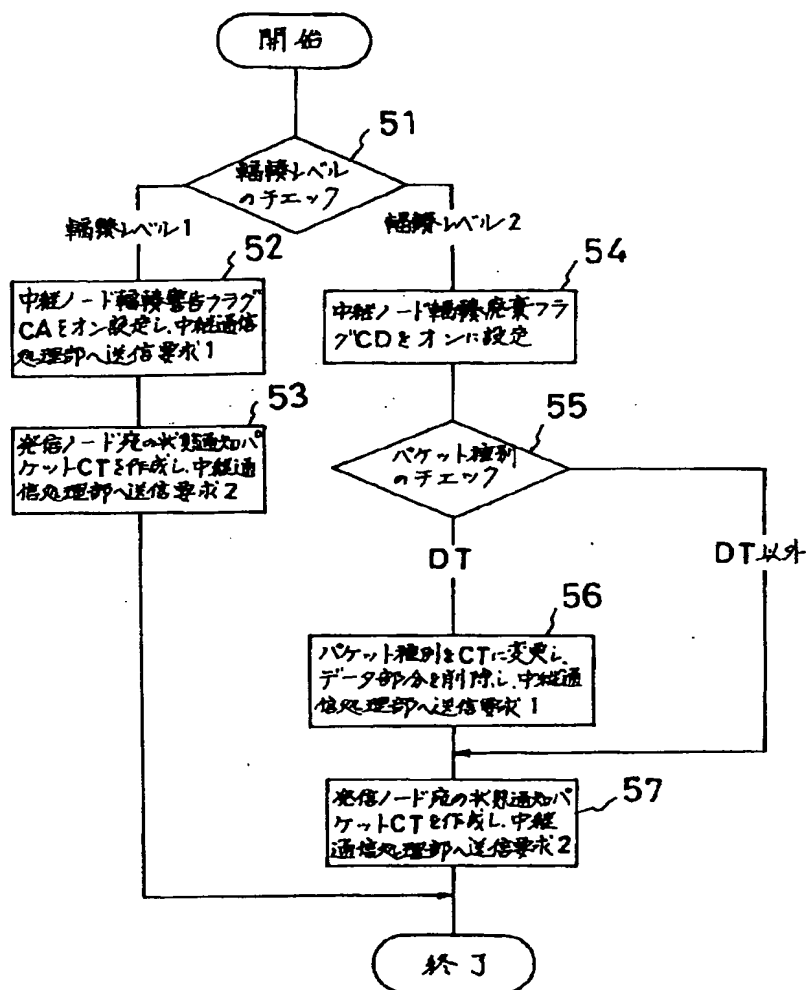 開始
51
輻輳レベル
のチェック
輻輳レベル1
輻輳レベル2
52
中継ノード輻輳警告フラグ
CAをオン設定し、中継通信
処理部へ送信要求1
54
中継ノード輻輳廃棄フラ
グCDをオンに設定
53
発信ノード宛の状態通知パ
ケットCTを作成し、中継通
信処理部へ送信要求2
55
パケット種別
のチェック
DT
DT以外
56
パケット種別をCTに変更し、
データ部分を削除し、中継通
信処理部へ送信要求1
57
発信ノード宛の状態通知パ
ケットCTを作成し、中継
通信処理部へ送信要求2
終了